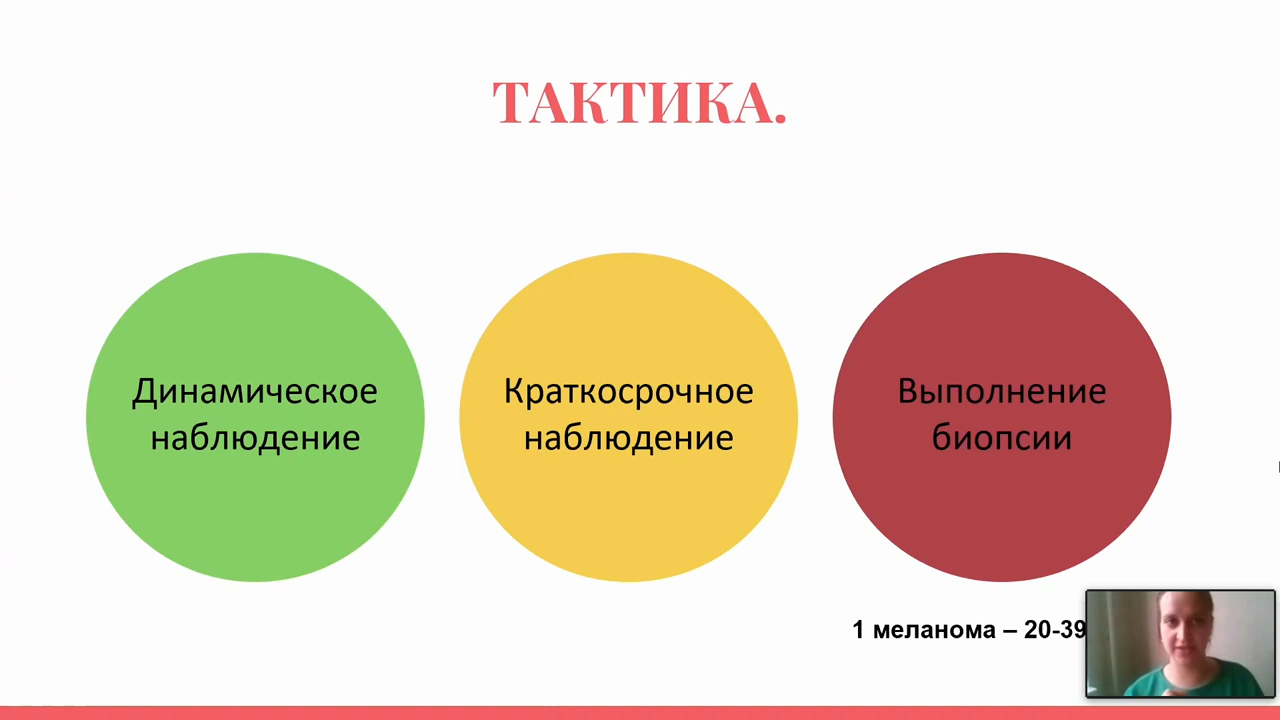 ТАКТИКА.
Динамическое
наблюдение
Краткосрочное
наблюдение
Выполнение
биопсии
1 меланома – 20-39